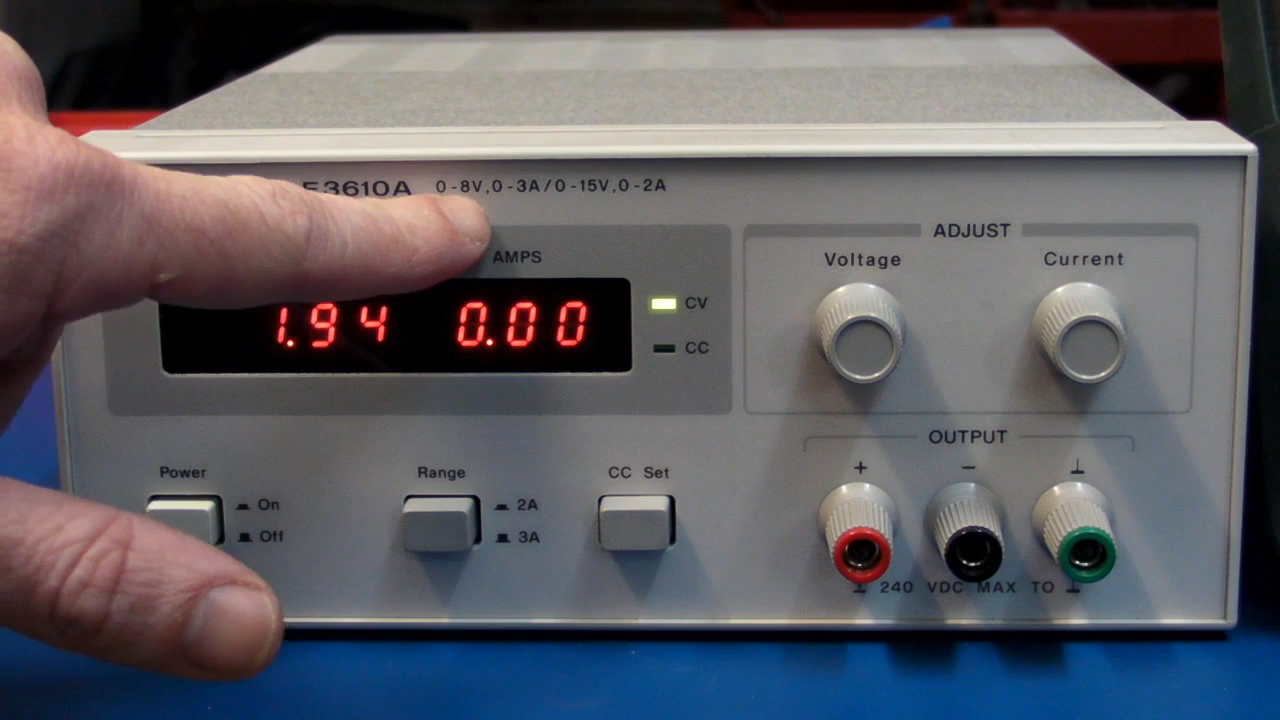 E3610A 0-8V,0-3A/0-15V,0-2A
AMPS
1.94 0.00
CV
CC
ADJUST
Voltage Current
OUTPUT
+ − ⊥
Power
On
Off
Range
2A
3A
CC Set
⊥ 240 VDC MAX TO ⊥